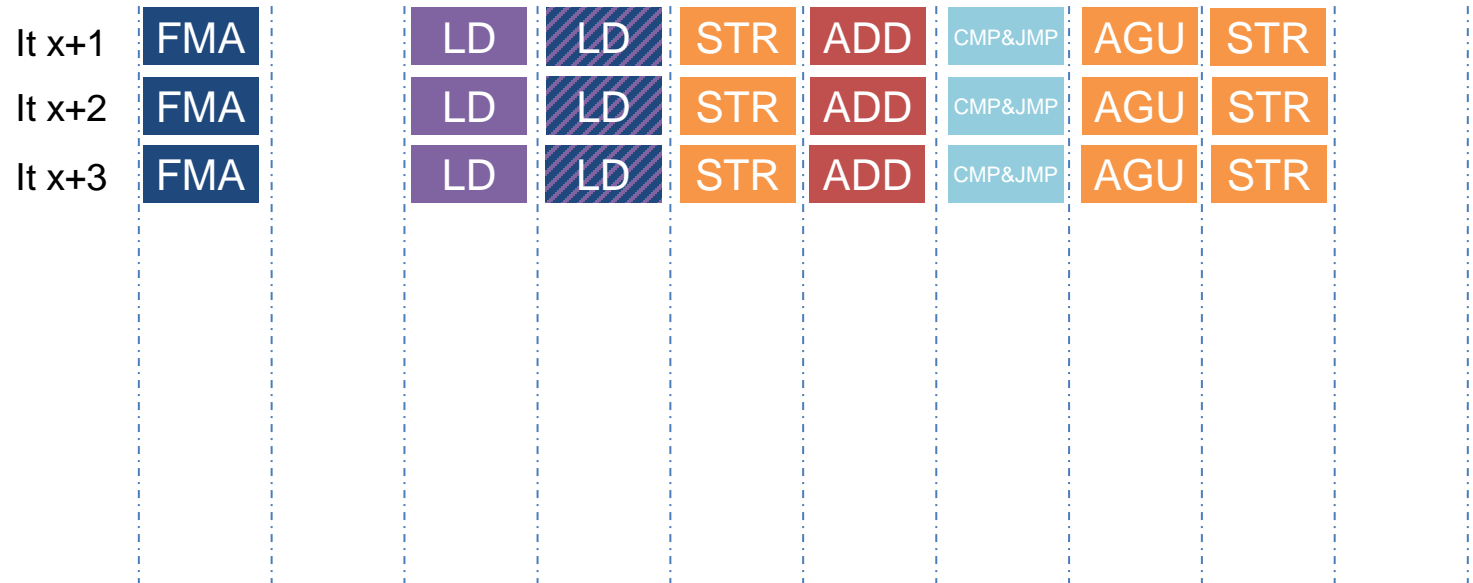 It x+1 FMA LD LD STR ADD CMP&JMP AGU STR
It x+2 FMA LD LD STR ADD CMP&JMP AGU STR
It x+3 FMA LD LD STR ADD CMP&JMP AGU STR